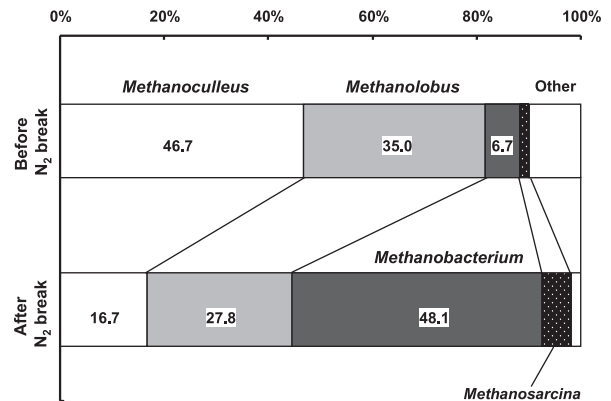 0% 20% 40% 60% 80% 100%
Methanoculleus Methanolobus Other
Before
N2 break
46.7 35.0 6.7
Methanobacterium
After
N2 break
16.7 27.8 48.1
Methanosarcina